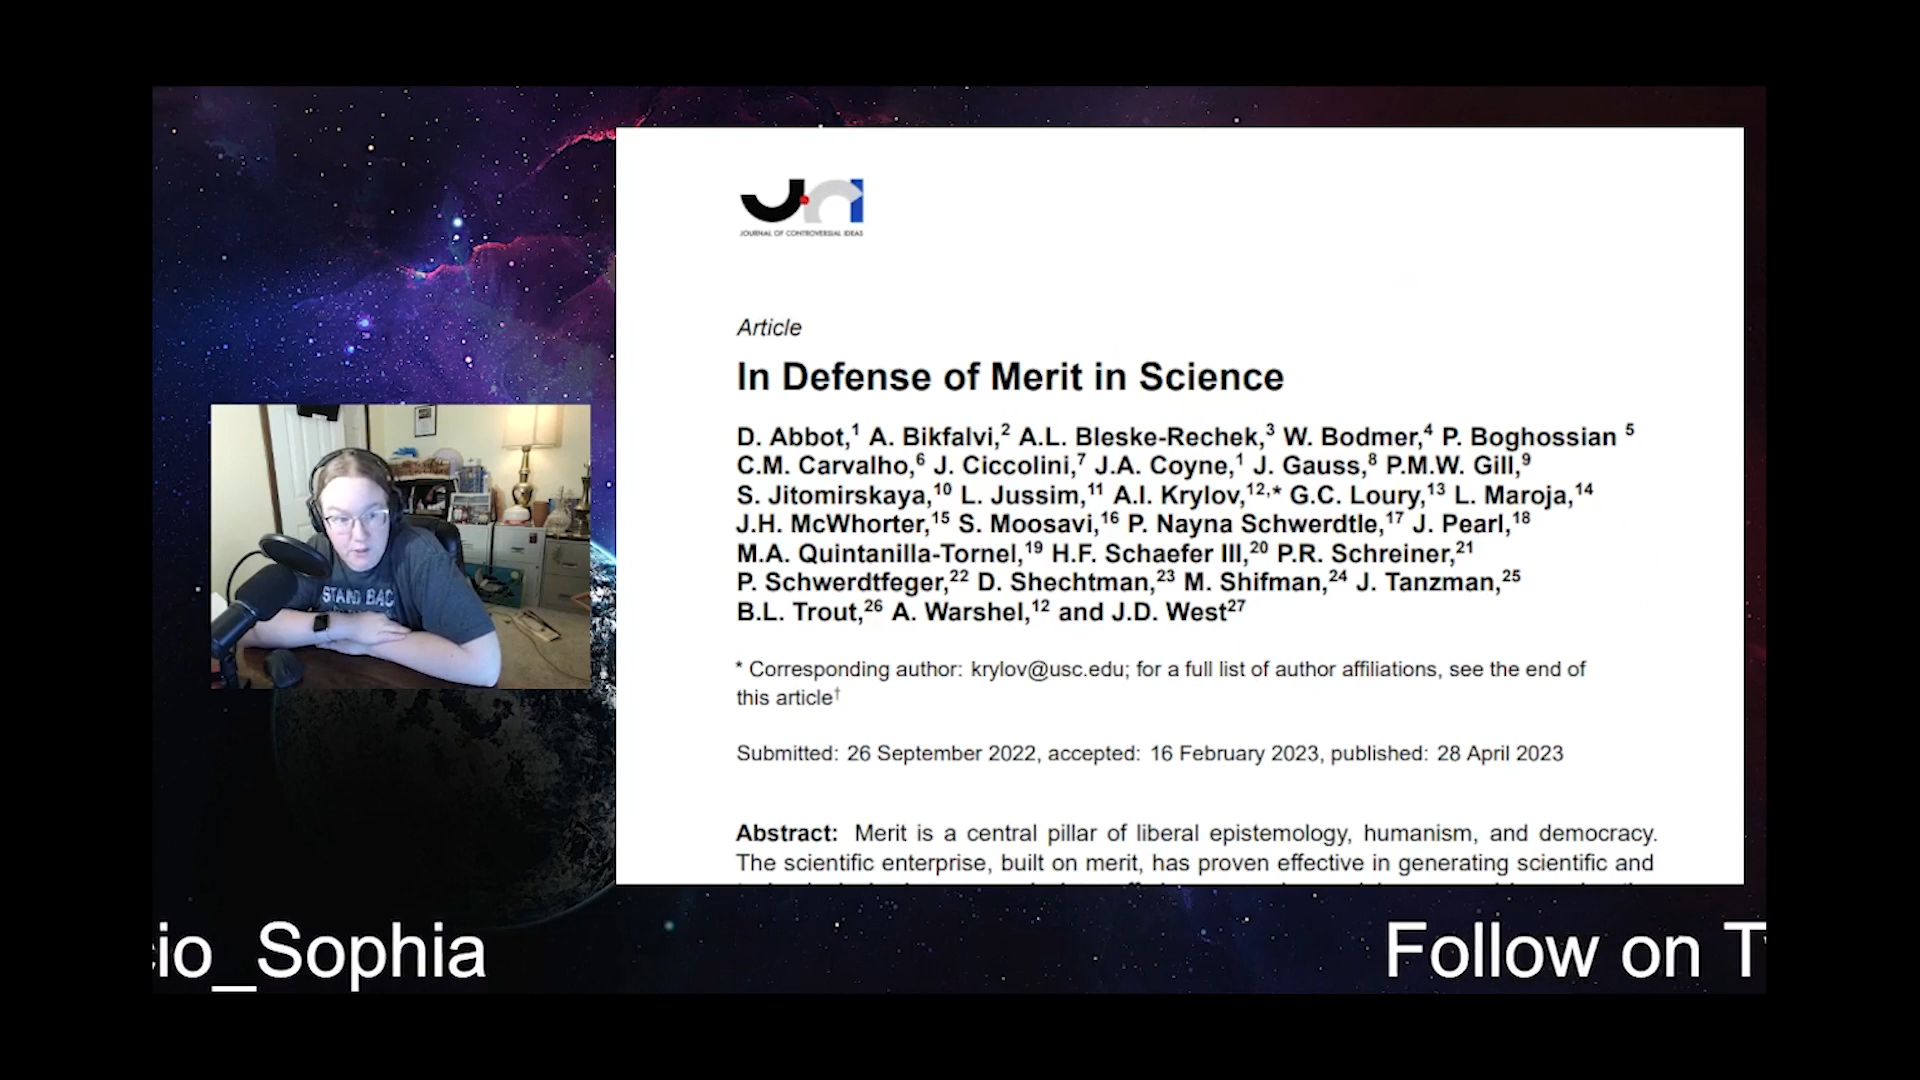 JOURNAL OF CONTROVERSIAL IDEAS
Article
In Defense of Merit in Science
D. Abbot,¹ A. Bikfalvi,² A.L. Bleske-Rechek,³ W. Bodmer,⁴ P. Boghossian ⁵
C.M. Carvalho,⁶ J. Ciccolini,⁷ J.A. Coyne,¹ J. Gauss,⁸ P.M.W. Gill,⁹
S. Jitomirskaya,¹⁰ L. Jussim,¹¹ A.I. Krylov,¹²,* G.C. Loury,¹³ L. Maroja,¹⁴
J.H. McWhorter,¹⁵ S. Moosavi,¹⁶ P. Nayna Schwerdtle,¹⁷ J. Pearl,¹⁸
M.A. Quintanilla-Tornel,¹⁹ H.F. Schaefer III,²⁰ P.R. Schreiner,²¹
P. Schwerdtfeger,²² D. Shechtman,²³ M. Shifman,²⁴ J. Tanzman,²⁵
B.L. Trout,²⁶ A. Warshel,¹² and J.D. West²⁷
* Corresponding author: krylov@usc.edu; for a full list of author affiliations, see the end of
this article†
Submitted: 26 September 2022, accepted: 16 February 2023, published: 28 April 2023
Abstract: Merit is a central pillar of liberal epistemology, humanism, and democracy.
The scientific enterprise, built on merit, has proven effective in generating scientific and
STAND BAC
io_Sophia
Follow on T